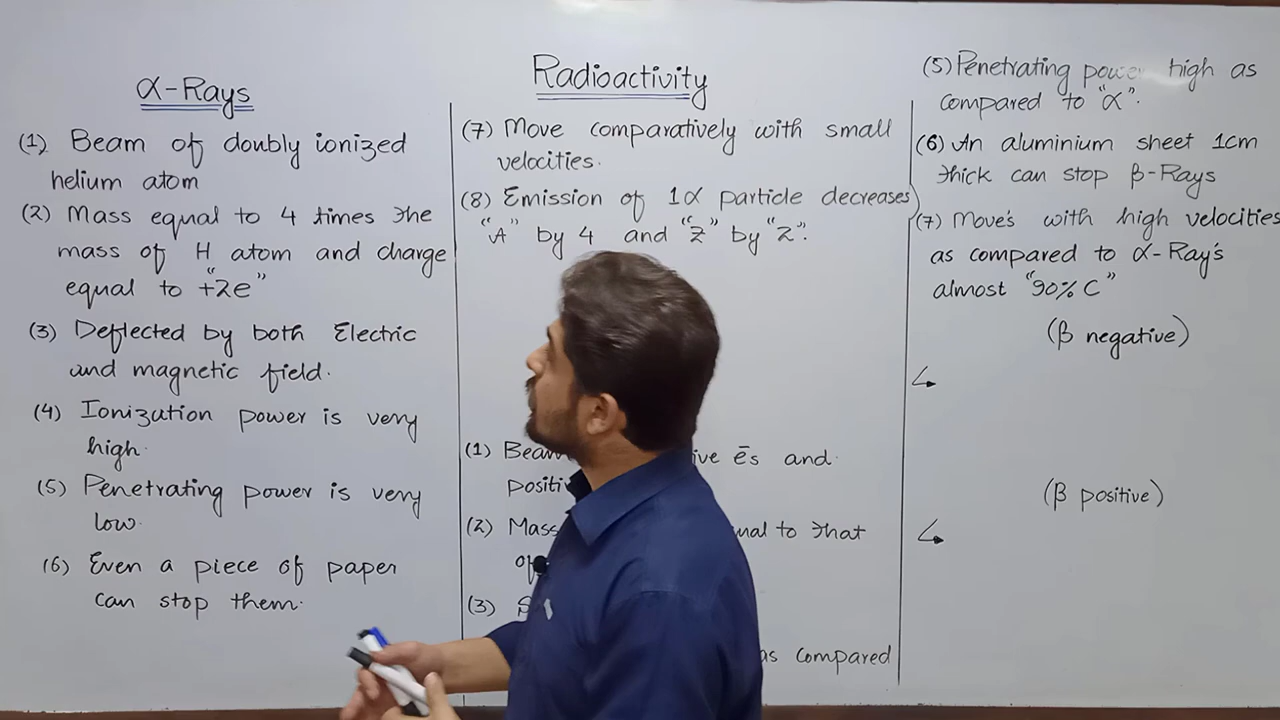 Radioactivity
α-Rays
(1) Beam of doubly ionized
helium atom
(2) Mass equal to 4 times the
mass of H atom and charge
equal to "+2e"
(3) Deflected by both Electric
and magnetic field.
(4) Ionization power is very
high.
(5) Penetrating power is very
low.
(6) Even a piece of paper
can stop them.
(7) Move comparatively with small
velocities.
(8) Emission of 1α particle decreases
"A" by 4 and "Z" by "2".
(1) ēs and
(2) Mass to that
(3)
as compared
(5) Penetrating power high as
compared to "α".
(6) An aluminium sheet 1cm
thick can stop β-Rays
(7) Move's with high velocities
as compared to α-Ray's
almost "90% C"
(β negative)
(β positive)